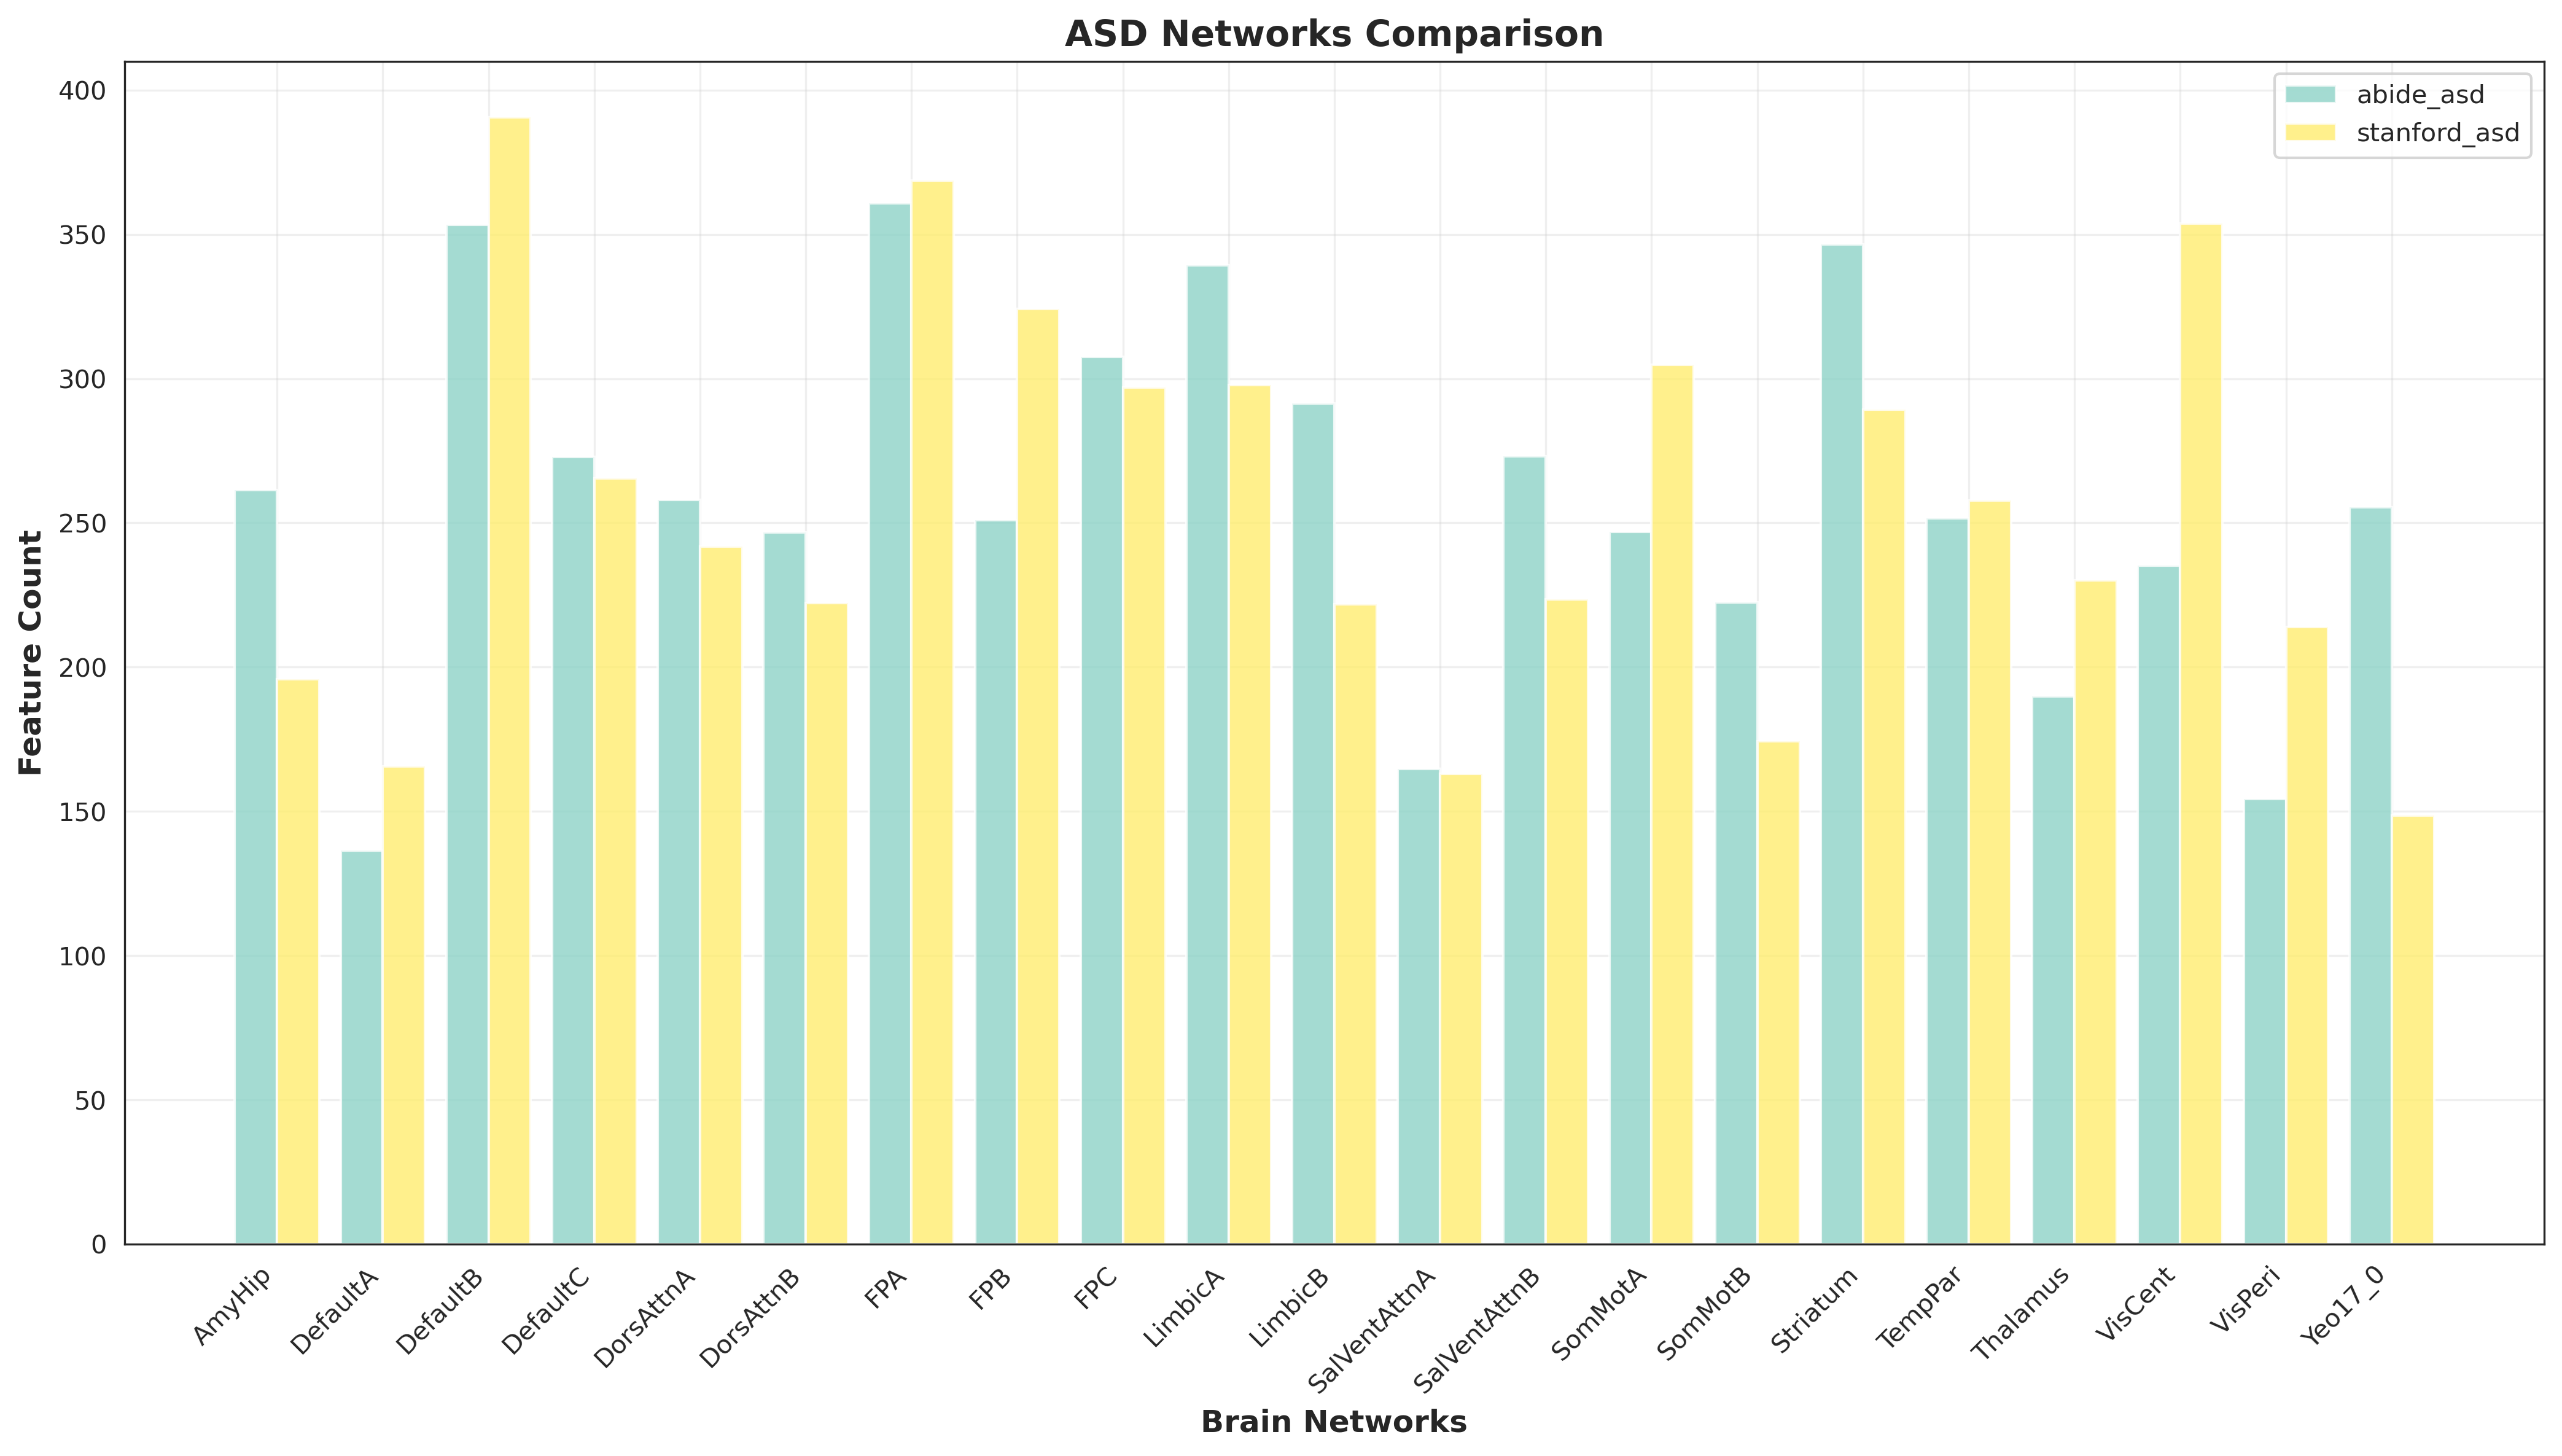 ASD Networks Comparison
abide_asd
stanford_asd
Feature Count
400
350
300
250
200
150
100
50
0
AmyHip
DefaultA
DefaultB
DefaultC
DorsAttnA
DorsAttnB
FPA
FPB
FPC
LimbicA
LimbicB
SalVentAttnA
SalVentAttnB
SomMotA
SomMotB
Striatum
TempPar
Thalamus
VisCent
VisPeri
Yeo17_0
Brain Networks